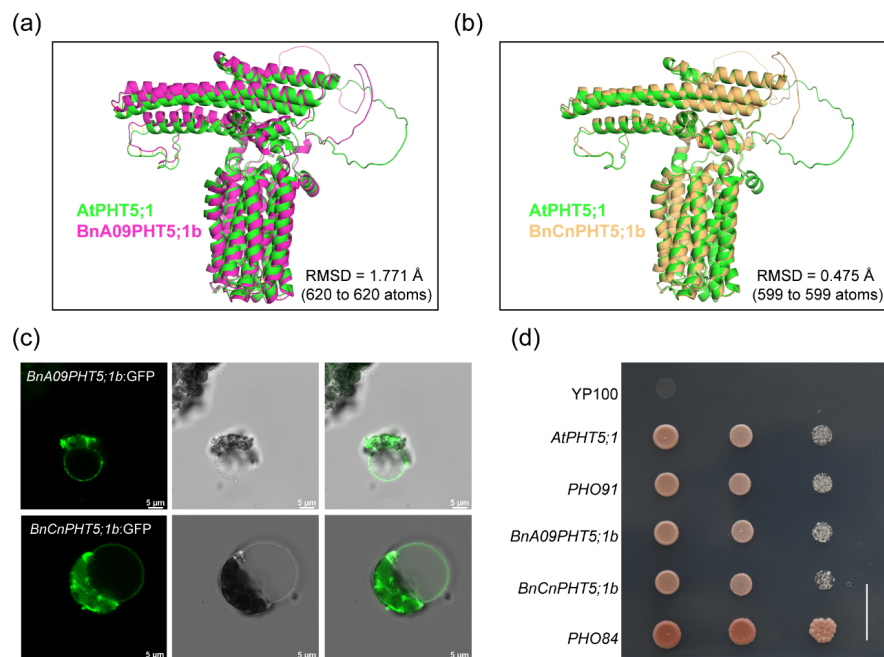 (a)
AtPHT5;1
BnA09PHT5;1b
RMSD = 1.771 Å
(620 to 620 atoms)
(b)
AtPHT5;1
BnCnPHT5;1b
RMSD = 0.475 Å
(599 to 599 atoms)
(c)
BnA09PHT5;1b:GFP
5 μm
5 μm
5 μm
BnCnPHT5;1b:GFP
5 μm
5 μm
5 μm
(d)
YP100
AtPHT5;1
PHO91
BnA09PHT5;1b
BnCnPHT5;1b
PHO84